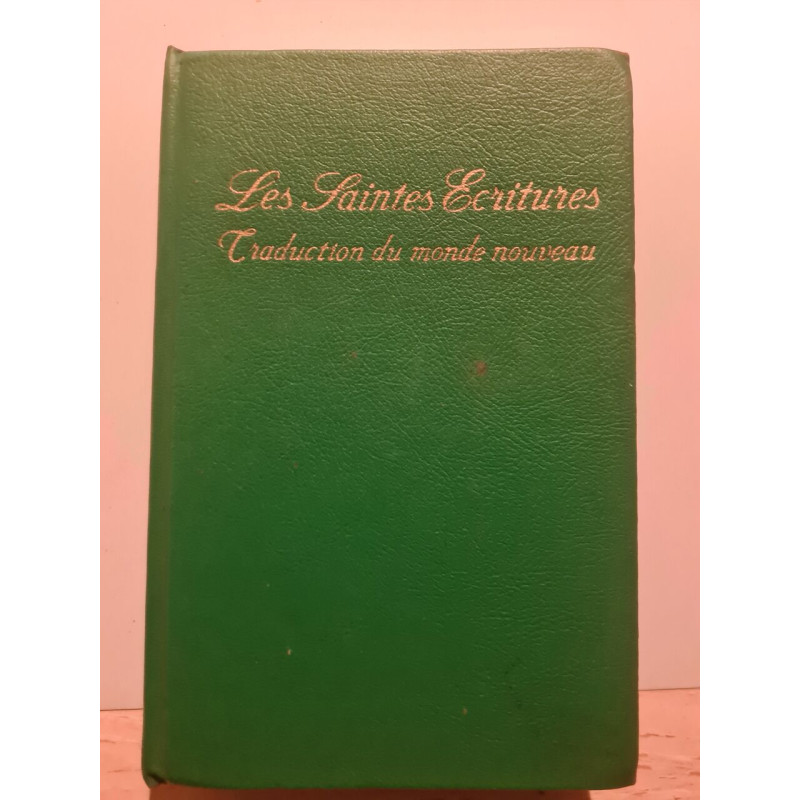 Les Saintes Ecritures
Traduction du monde nouveau